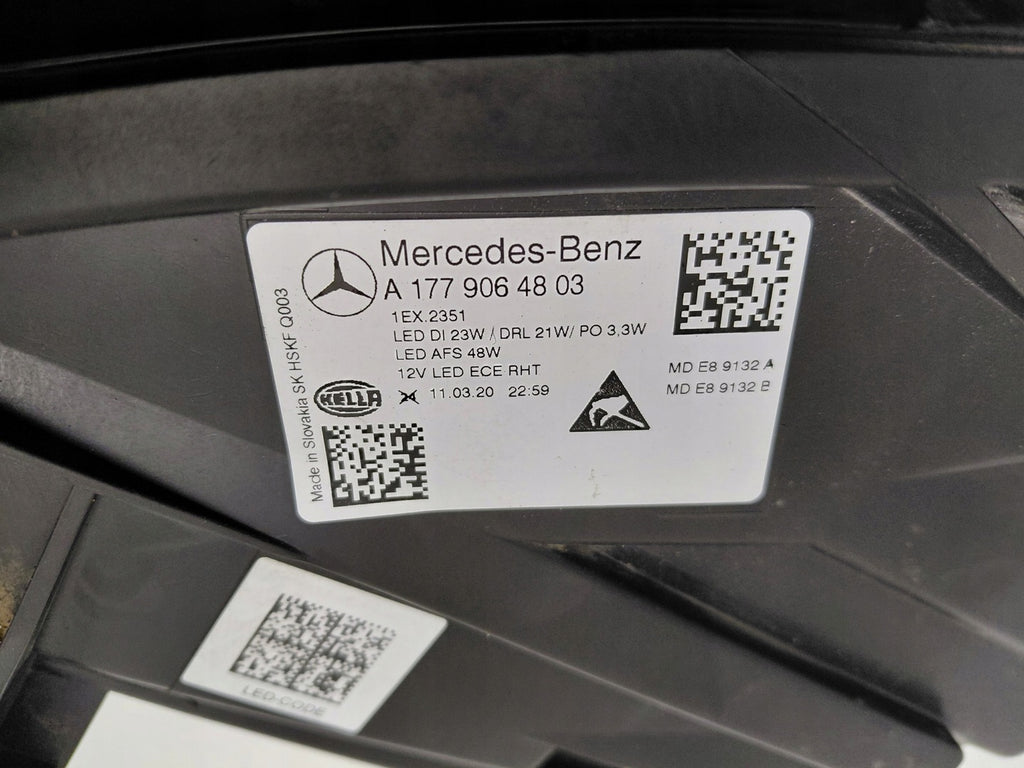 Mercedes-Benz
A 177 906 48 03
1EX.2351
LED DI 23W / DRL 21W/ PO 3,3W
LED AFS 48W
12V LED ECE RHT
HELLA
11.03.20 22:59
MD E8 9132 A
MD E8 9132 B
Made in Slovakia SK HSKF Q003
LED-CODE